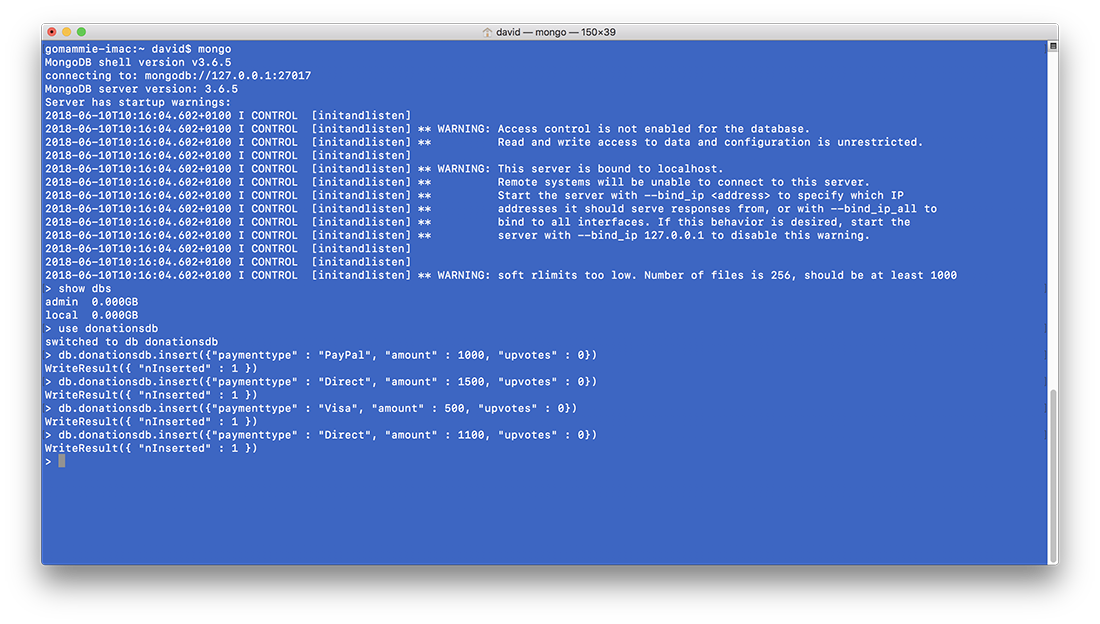 david — mongo — 150×39
gomammie-imac:~ david$ mongo
MongoDB shell version v3.6.5
connecting to: mongodb://127.0.0.1:27017
MongoDB server version: 3.6.5
Server has startup warnings:
2018-06-10T10:16:04.602+0100 I CONTROL  [initandlisten]
2018-06-10T10:16:04.602+0100 I CONTROL  [initandlisten] ** WARNING: Access control is not enabled for the database.
2018-06-10T10:16:04.602+0100 I CONTROL  [initandlisten] **          Read and write access to data and configuration is unrestricted.
2018-06-10T10:16:04.602+0100 I CONTROL  [initandlisten]
2018-06-10T10:16:04.602+0100 I CONTROL  [initandlisten] ** WARNING: This server is bound to localhost.
2018-06-10T10:16:04.602+0100 I CONTROL  [initandlisten] **          Remote systems will be unable to connect to this server.
2018-06-10T10:16:04.602+0100 I CONTROL  [initandlisten] **          Start the server with --bind_ip <address> to specify which IP
2018-06-10T10:16:04.602+0100 I CONTROL  [initandlisten] **          addresses it should serve responses from, or with --bind_ip_all to
2018-06-10T10:16:04.602+0100 I CONTROL  [initandlisten] **          bind to all interfaces. If this behavior is desired, start the
2018-06-10T10:16:04.602+0100 I CONTROL  [initandlisten] **          server with --bind_ip 127.0.0.1 to disable this warning.
2018-06-10T10:16:04.602+0100 I CONTROL  [initandlisten]
2018-06-10T10:16:04.602+0100 I CONTROL  [initandlisten]
2018-06-10T10:16:04.602+0100 I CONTROL  [initandlisten] ** WARNING: soft rlimits too low. Number of files is 256, should be at least 1000
> show dbs
admin  0.000GB
local  0.000GB
> use donationsdb
switched to db donationsdb
> db.donationsdb.insert({"paymenttype" : "PayPal", "amount" : 1000, "upvotes" : 0})
WriteResult({ "nInserted" : 1 })
> db.donationsdb.insert({"paymenttype" : "Direct", "amount" : 1500, "upvotes" : 0})
WriteResult({ "nInserted" : 1 })
> db.donationsdb.insert({"paymenttype" : "Visa", "amount" : 500, "upvotes" : 0})
WriteResult({ "nInserted" : 1 })
> db.donationsdb.insert({"paymenttype" : "Direct", "amount" : 1100, "upvotes" : 0})
WriteResult({ "nInserted" : 1 })
>